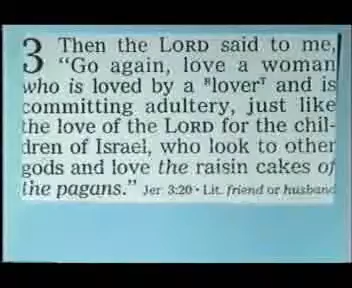 3 Then the LORD said to me,
"Go again, love a woman
who is loved by a ᴿloverᵀ and is
committing adultery, just like
the love of the LORD for the chil-
dren of Israel, who look to other
gods and love the raisin cakes of
the pagans." Jer 3:20 • Lit. friend or husband